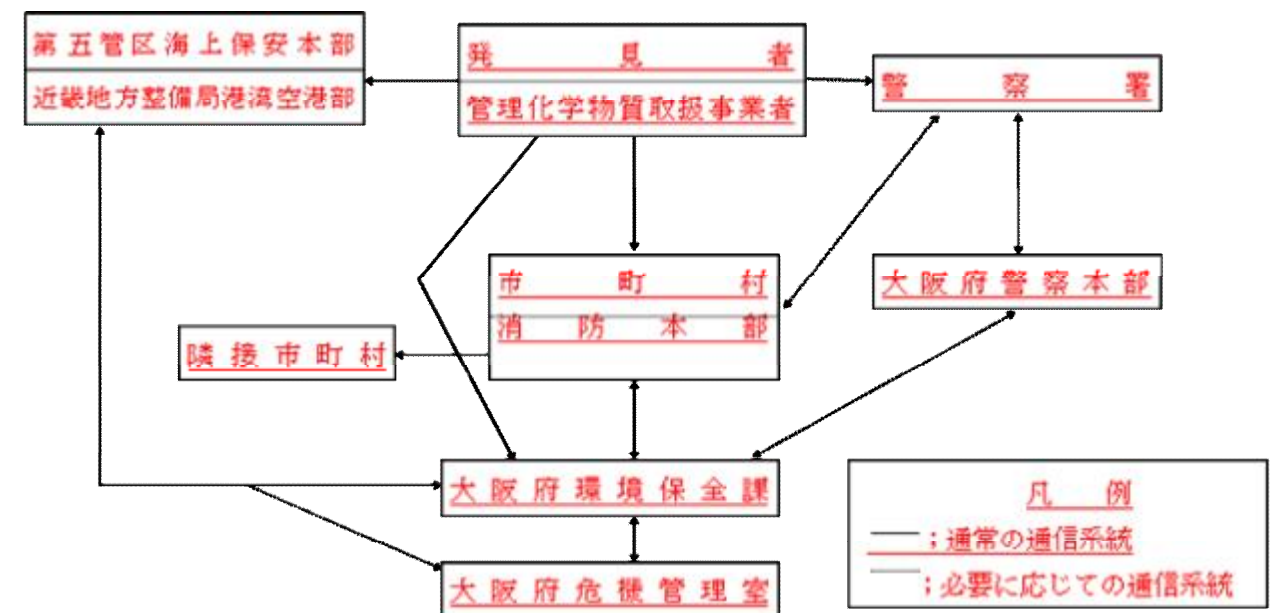 第五管区海上保安本部
近畿地方整備局港湾空港部
発見者
管理化学物質取扱事業者
警察署
市町村
消防本部
大阪府警察本部
隣接市町村
大阪府環境保全課
大阪府危機管理室
凡例
；通常の通信系統
；必要に応じての通信系統